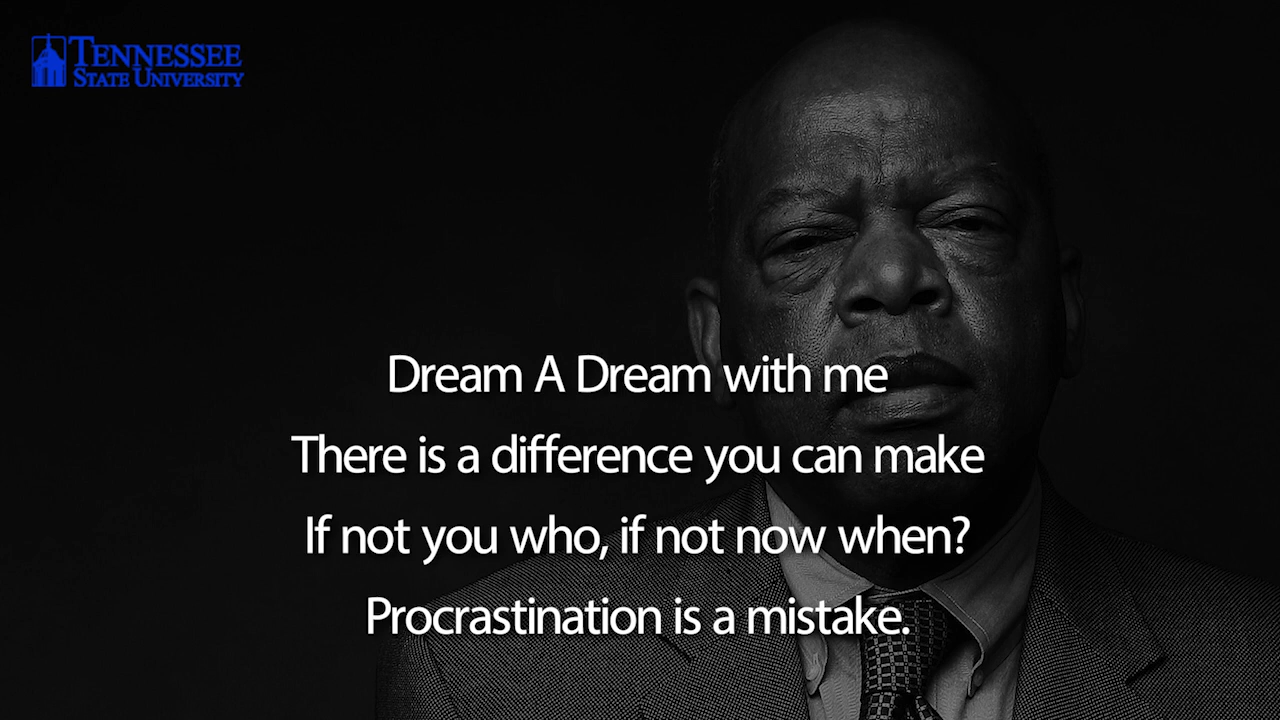 TENNESSEE
STATE UNIVERSITY
Dream A Dream with me
There is a difference you can make
If not you who, if not now when?
Procrastination is a mistake.